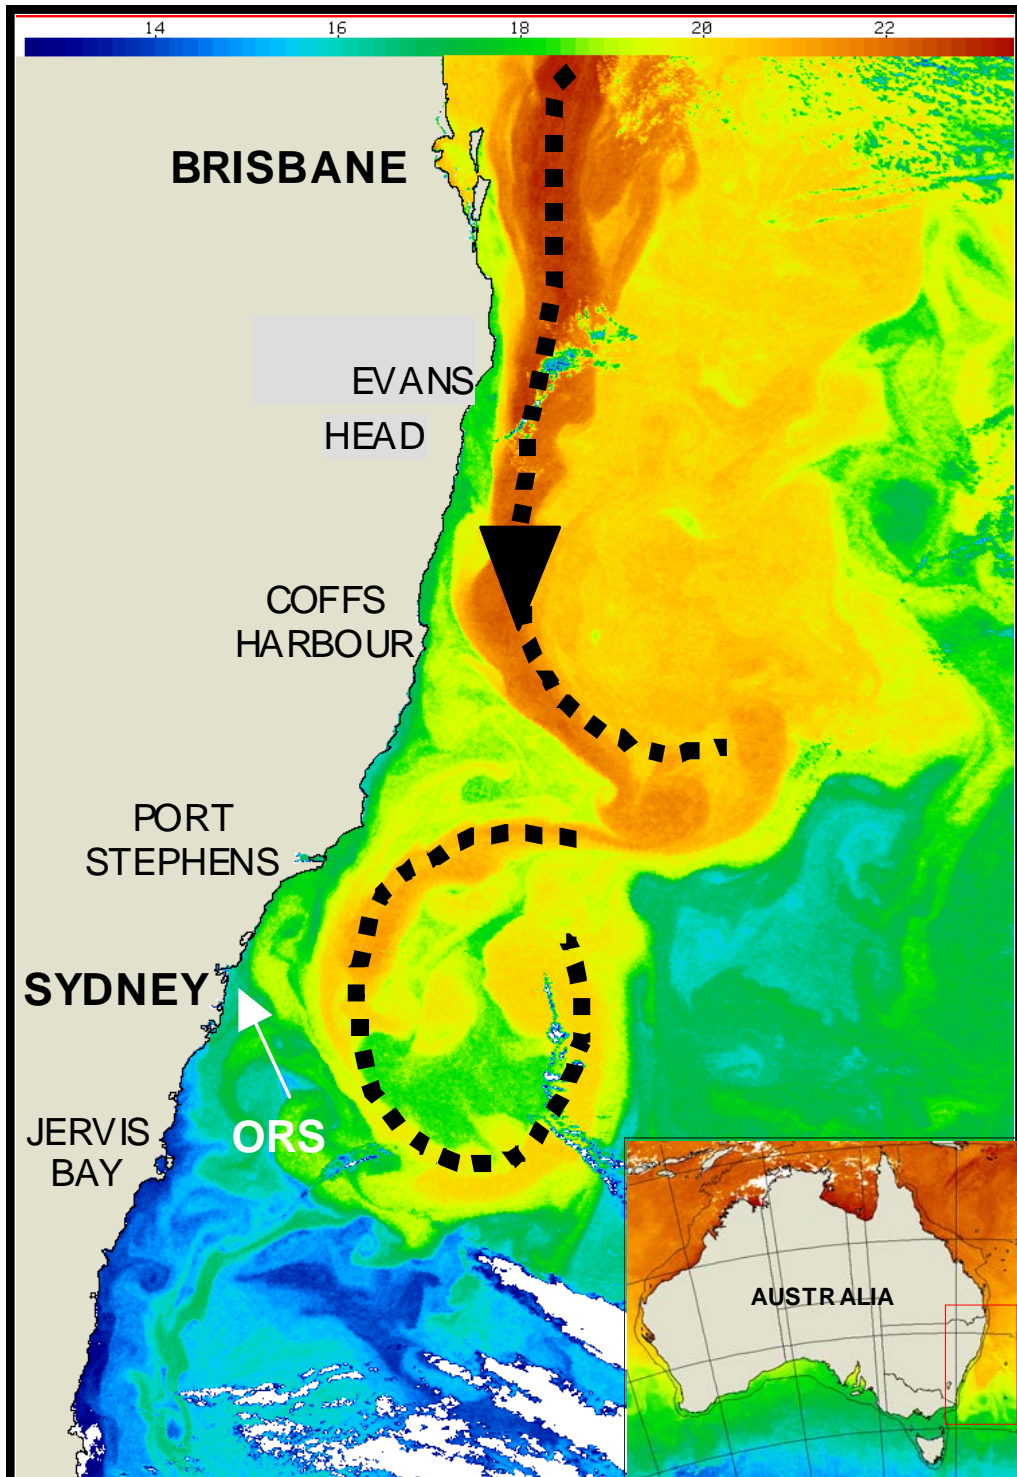 14 16 18 20 22
BRISBANE
EVANS
HEAD
COFFS
HARBOUR
PORT
STEPHENS
SYDNEY
ORS
JERVIS
BAY
AUSTRALIA